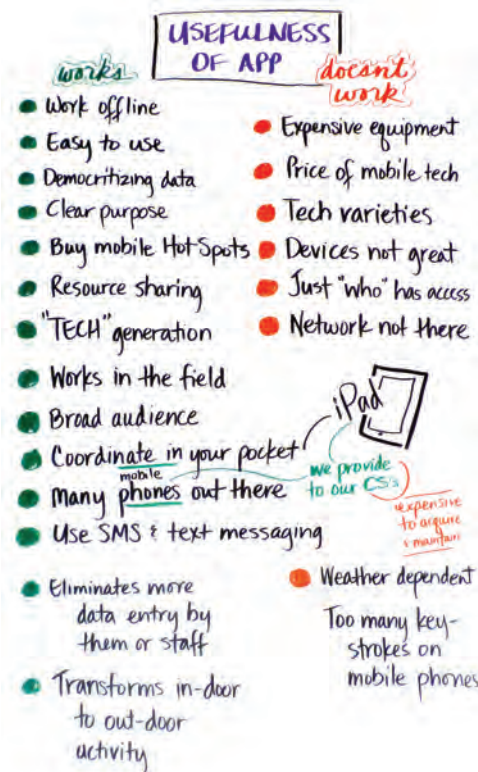 USEFULNESS
OF APP
works
Work offline
Easy to use
Democritizing data
Clear purpose
Buy mobile HotSpots
Resource sharing
"TECH" generation
Works in the field
Broad audience
Coordinate in your pocket
mobile
Many phones out there
Use SMS & text messaging
Eliminates more
data entry by
them or staff
Transforms in-door
to out-door
activity
doesnt
work
Expensive equipment
Price of mobile tech
Tech varieties
Devices not great
Just "who" has access
Network not there
iPad
we provide
to our CS's
expensive
to acquire
& maintain
Weather dependent
Too many key-
strokes on
mobile phones